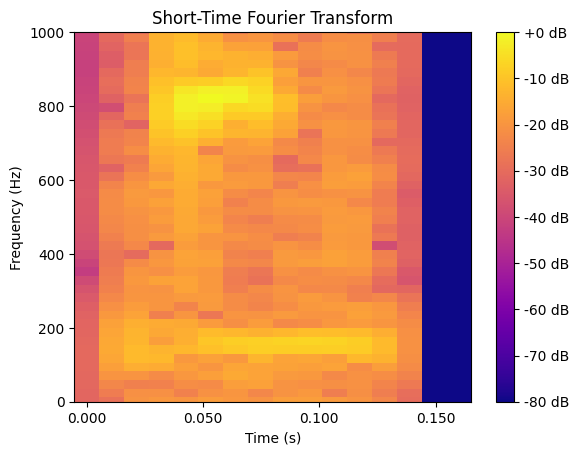 Short-Time Fourier Transform
1000
800
600
400
200
0
Frequency (Hz)
0.000
0.050
0.100
0.150
Time (s)
+0 dB
-10 dB
-20 dB
-30 dB
-40 dB
-50 dB
-60 dB
-70 dB
-80 dB